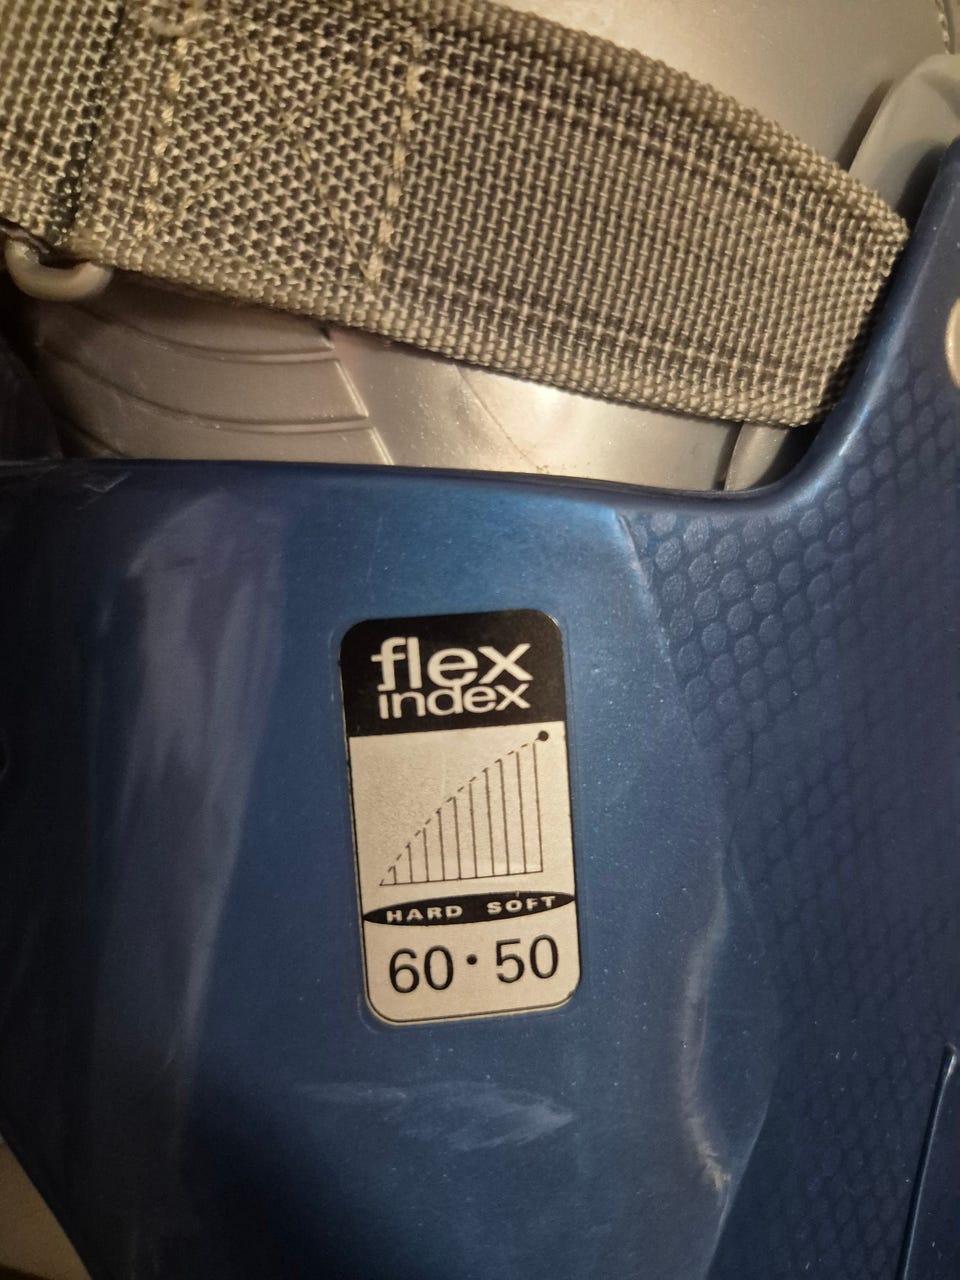 flex
index
HARD SOFT
60·50